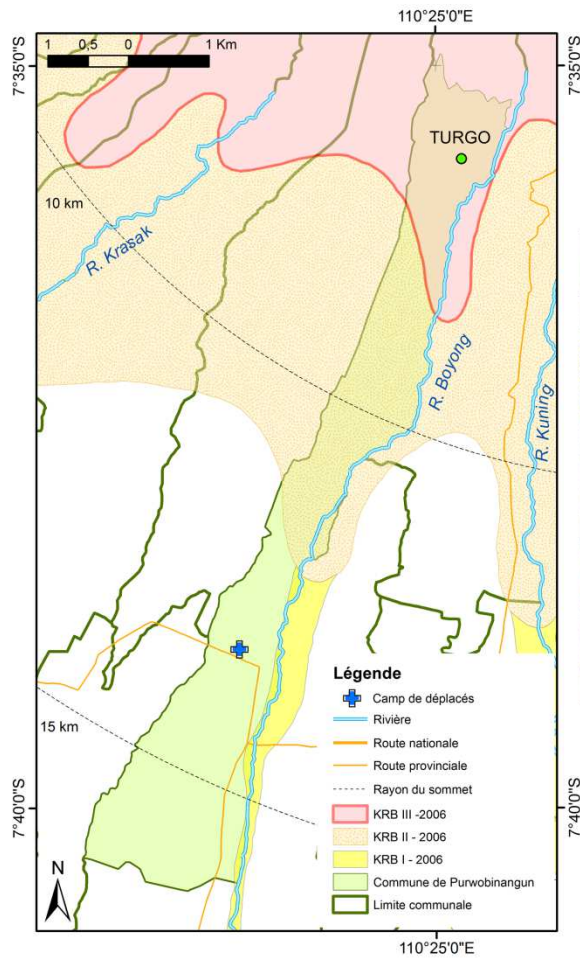 110°25'0"E
1 0,5 0 1 Km
7°35'0"S
7°35'0"S
TURGO
10 km
R. Krasak
R. Boyong
R. Kuning
15 km
7°40'0"S
7°40'0"S
N
Légende
Camp de déplacés
Rivière
Route nationale
Route provinciale
Rayon du sommet
KRB III -2006
KRB II - 2006
KRB I - 2006
Commune de Purwobinangun
Limite communale
110°25'0"E